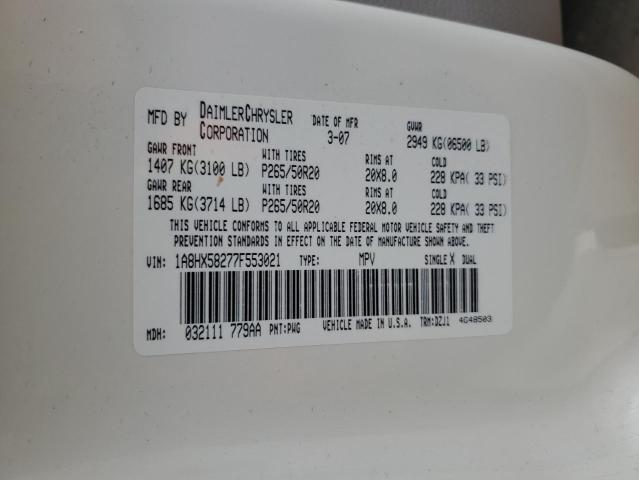 MFD BY DAIMLERCHRYSLER CORPORATION DATE OF MFR 3-07 GVWR 2949 KG(06500 LB)
GAWR FRONT WITH TIRES RIMS AT COLD
1407 KG(3100 LB) P265/50R20 20X8.0 228 KPA( 33 PSI)
GAWR REAR WITH TIRES RIMS AT COLD
1685 KG(3714 LB) P265/50R20 20X8.0 228 KPA( 33 PSI)
THIS VEHICLE CONFORMS TO ALL APPLICABLE FEDERAL MOTOR VEHICLE SAFETY AND THEFT
PREVENTION STANDARDS IN EFFECT ON THE DATE OF MANUFACTURE SHOWN ABOVE.
VIN: 1A8HX58277F553021 TYPE: MPV SINGLE X DUAL
MDH: 032111 779AA PNT:PWG VEHICLE MADE IN U.S.A. TRM:DZJ1 4G48503